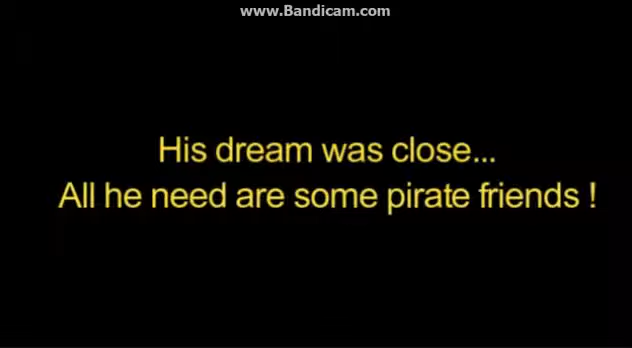 www.Bandicam.com
His dream was close...
All he need are some pirate friends !